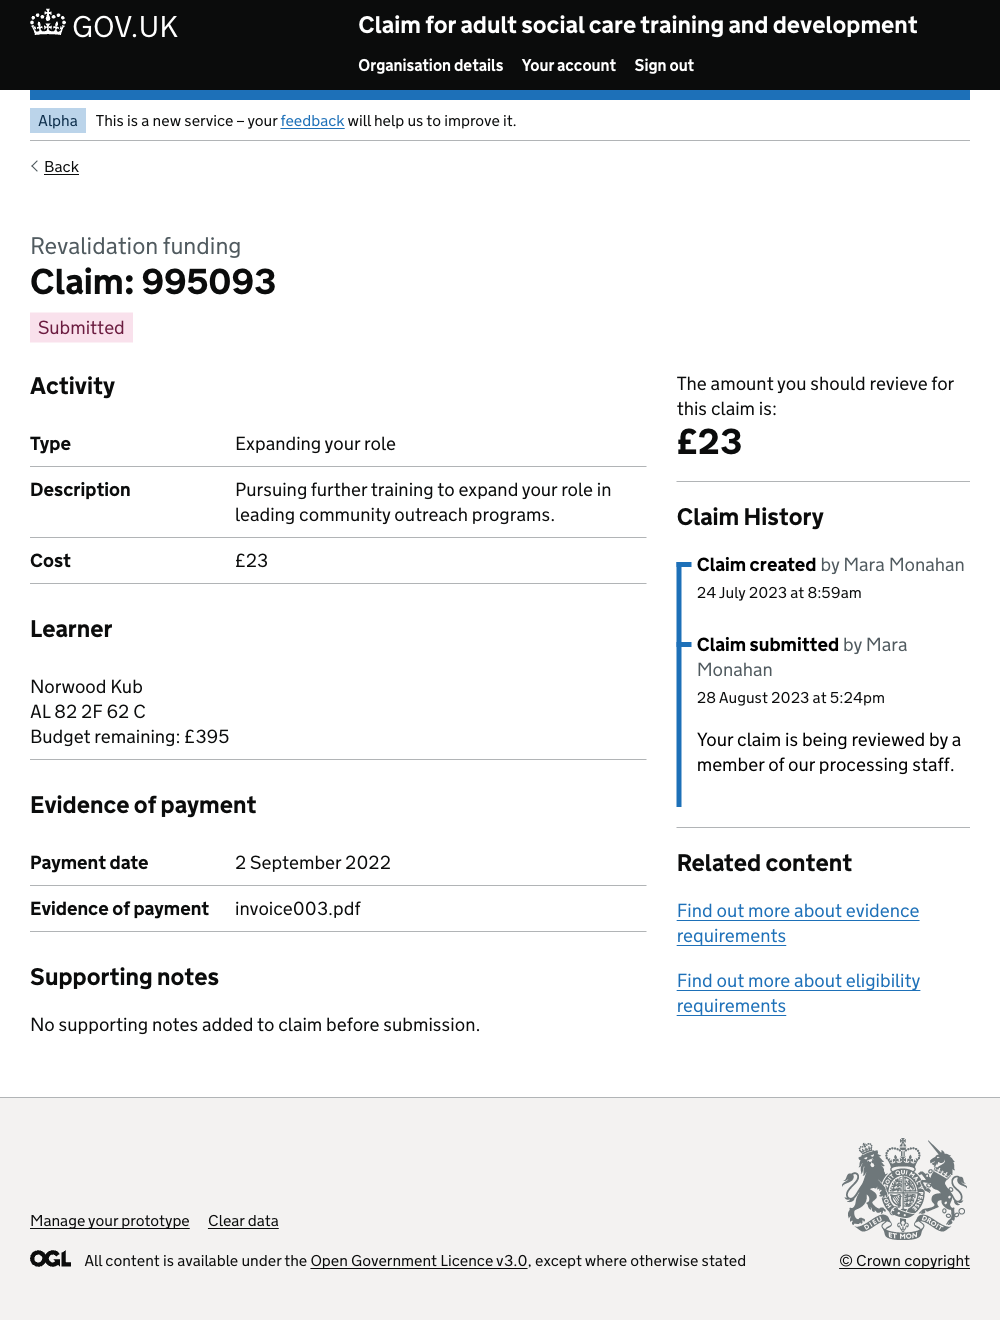 GOV.UK
Claim for adult social care training and development
Organisation details Your account Sign out
Alpha This is a new service – your feedback will help us to improve it.
Back
Revalidation funding
Claim: 995093
Submitted
Activity
Type Expanding your role
Description Pursuing further training to expand your role in
leading community outreach programs.
Cost £23
Learner
Norwood Kub
AL 82 2F 62 C
Budget remaining: £395
Evidence of payment
Payment date 2 September 2022
Evidence of payment invoice003.pdf
Supporting notes
No supporting notes added to claim before submission.
The amount you should revieve for
this claim is:
£23
Claim History
Claim created by Mara Monahan
24 July 2023 at 8:59am
Claim submitted by Mara
Monahan
28 August 2023 at 5:24pm
Your claim is being reviewed by a
member of our processing staff.
Related content
Find out more about evidence
requirements
Find out more about eligibility
requirements
Manage your prototype Clear data
OGL All content is available under the Open Government Licence v3.0, except where otherwise stated
DIEU ET MON DROIT
© Crown copyright